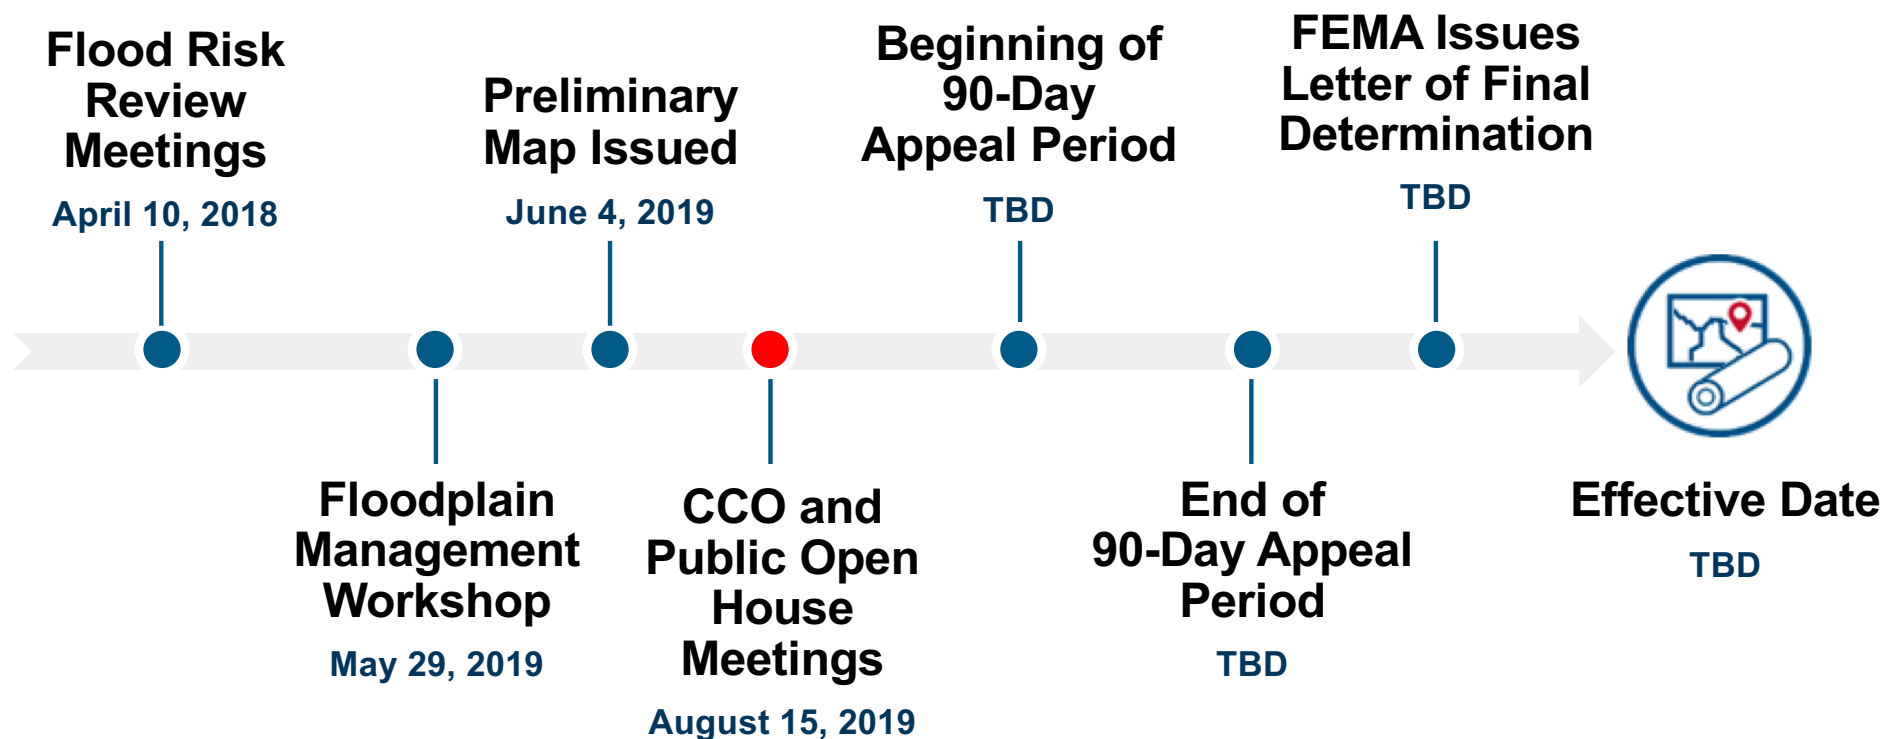 Flood Risk
Review
Meetings
April 10, 2018
Floodplain
Management
Workshop
May 29, 2019
Preliminary
Map Issued
June 4, 2019
CCO and
Public Open
House
Meetings
August 15, 2019
Beginning of
90-Day
Appeal Period
TBD
End of
90-Day Appeal
Period
TBD
FEMA Issues
Letter of Final
Determination
TBD
Effective Date
TBD